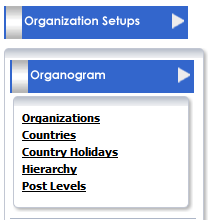 Organization Setups
Organogram
Organizations
Countries
Country Holidays
Hierarchy
Post Levels